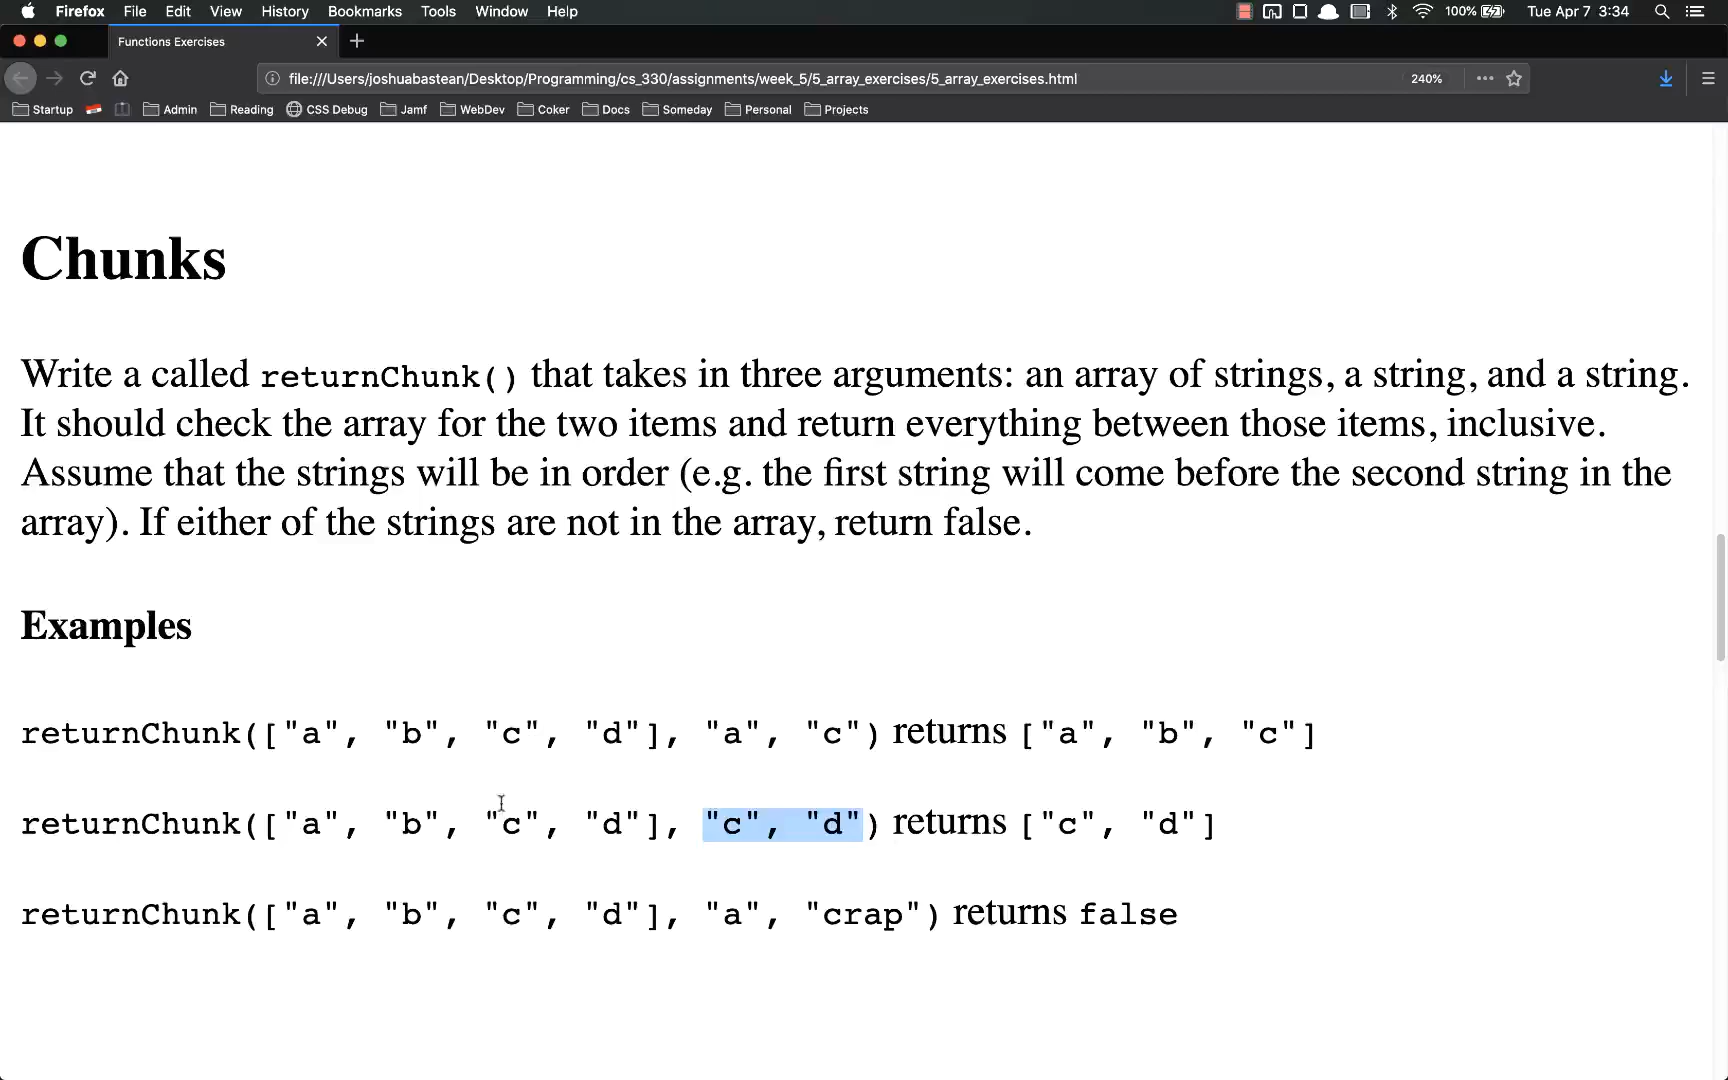 Firefox File Edit View History Bookmarks Tools Window Help 100% Tue Apr 7 3:34
Functions Exercises
file:///Users/joshuabastean/Desktop/Programming/cs_330/assignments/week_5/5_array_exercises/5_array_exercises.html 240%
Startup Admin Reading CSS Debug Jamf WebDev Coker Docs Someday Personal Projects
Chunks
Write a called returnChunk() that takes in three arguments: an array of strings, a string, and a string.
It should check the array for the two items and return everything between those items, inclusive.
Assume that the strings will be in order (e.g. the first string will come before the second string in the
array). If either of the strings are not in the array, return false.
Examples
returnChunk(["a", "b", "c", "d"], "a", "c") returns ["a", "b", "c"]
returnChunk(["a", "b", "c", "d"], "c", "d") returns ["c", "d"]
returnChunk(["a", "b", "c", "d"], "a", "crap") returns false